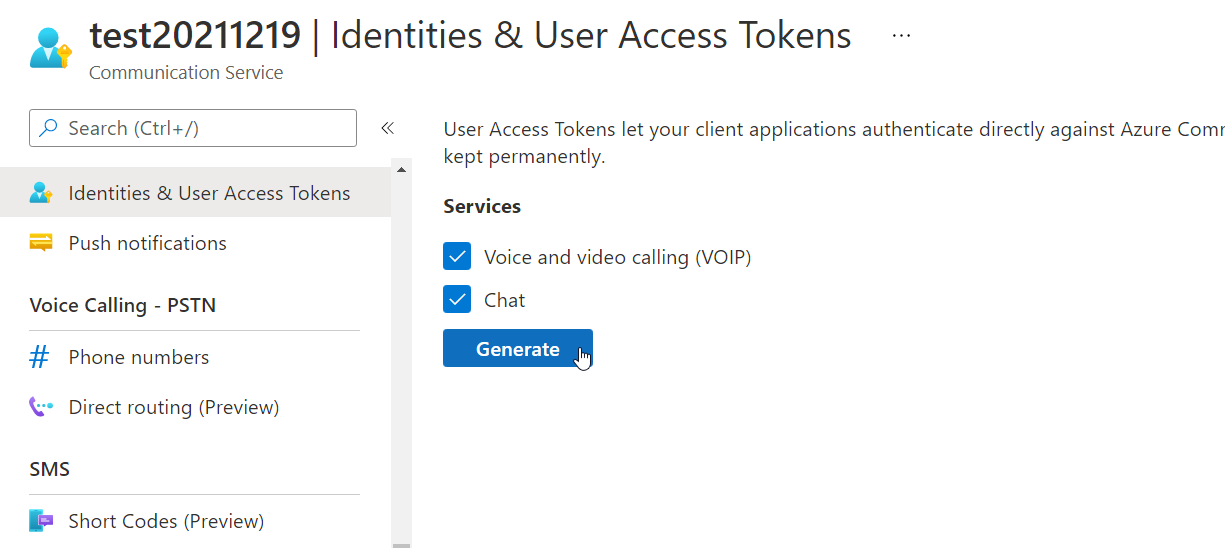 test20211219 | Identities & User Access Tokens ...
Communication Service
Search (Ctrl+/)
Identities & User Access Tokens
Push notifications
Voice Calling - PSTN
Phone numbers
Direct routing (Preview)
SMS
Short Codes (Preview)
User Access Tokens let your client applications authenticate directly against Azure Comm
kept permanently.
Services
Voice and video calling (VOIP)
Chat
Generate